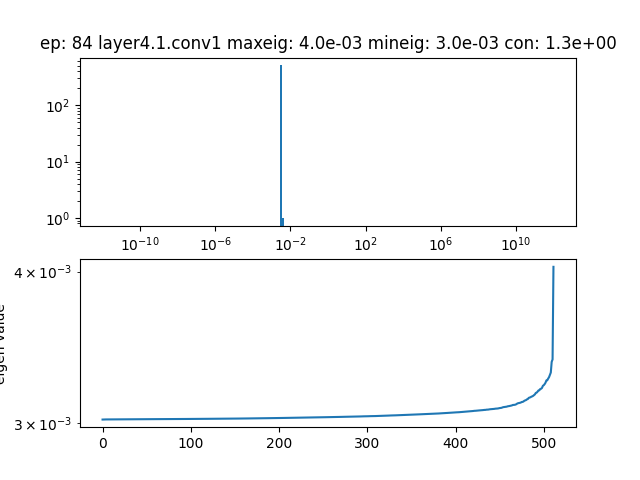 ep: 84 layer4.1.conv1 maxeig: 4.0e-03 mineig: 3.0e-03 con: 1.3e+00
10²
10¹
10⁰
10⁻¹⁰ 10⁻⁶ 10⁻² 10² 10⁶ 10¹⁰
4 × 10⁻³
eigen value
3 × 10⁻³
0 100 200 300 400 500